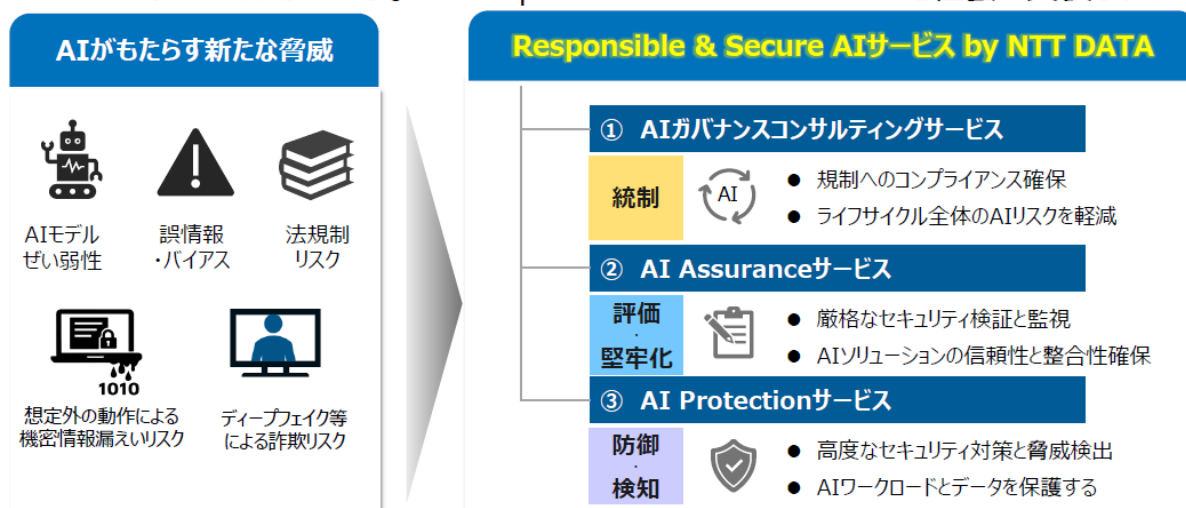 AIがもたらす新たな脅威
AIモデル
ぜい弱性
誤情報
・バイアス
法規制
リスク
1010
想定外の動作による
機密情報漏えいリスク
ディープフェイク等
による詐欺リスク
Responsible & Secure AIサービス by NTT DATA
① AIガバナンスコンサルティングサービス
統制
AI
● 規制へのコンプライアンス確保
● ライフサイクル全体のAIリスクを軽減
② AI Assuranceサービス
評価
・
堅牢化
● 厳格なセキュリティ検証と監視
● AIソリューションの信頼性と整合性確保
③ AI Protectionサービス
防御
・
検知
● 高度なセキュリティ対策と脅威検出
● AIワークロードとデータを保護する